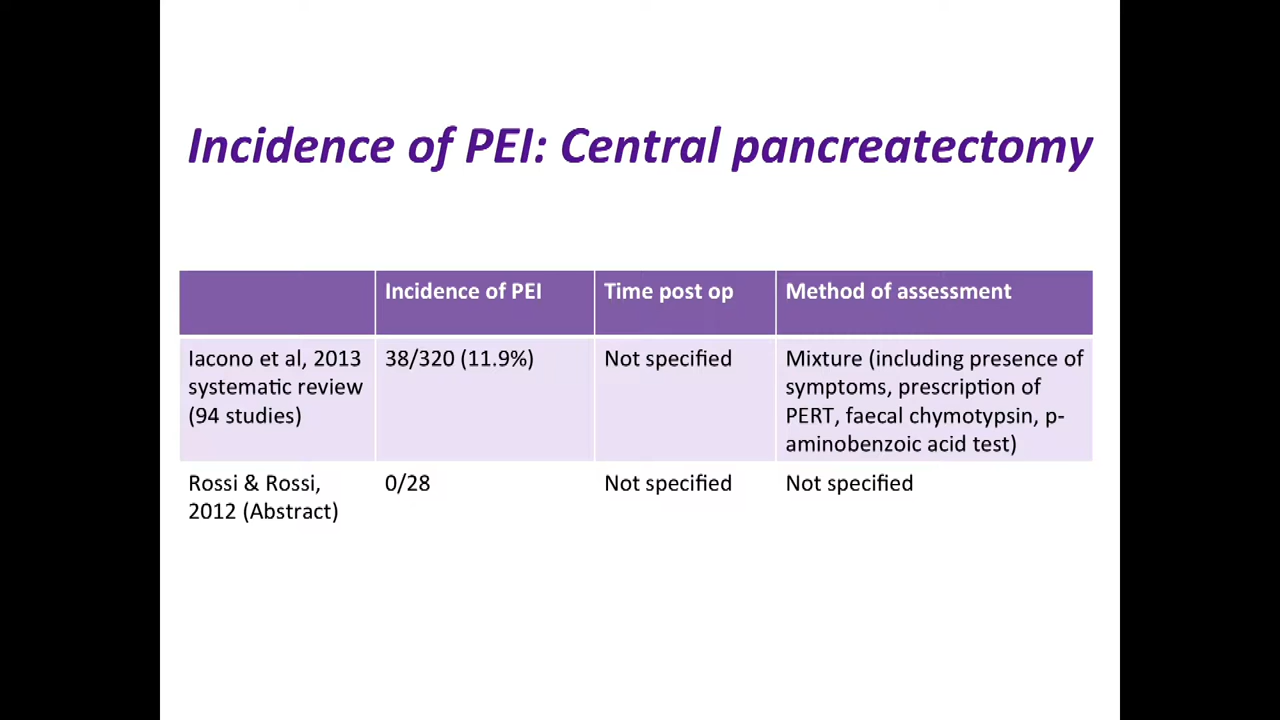 Incidence of PEI: Central pancreatectomy
Incidence of PEI
Time post op
Method of assessment
Iacono et al, 2013
systematic review
(94 studies)
38/320 (11.9%)
Not specified
Mixture (including presence of
symptoms, prescription of
PERT, faecal chymotypsin, p-
aminobenzoic acid test)
Rossi & Rossi,
2012 (Abstract)
0/28
Not specified
Not specified